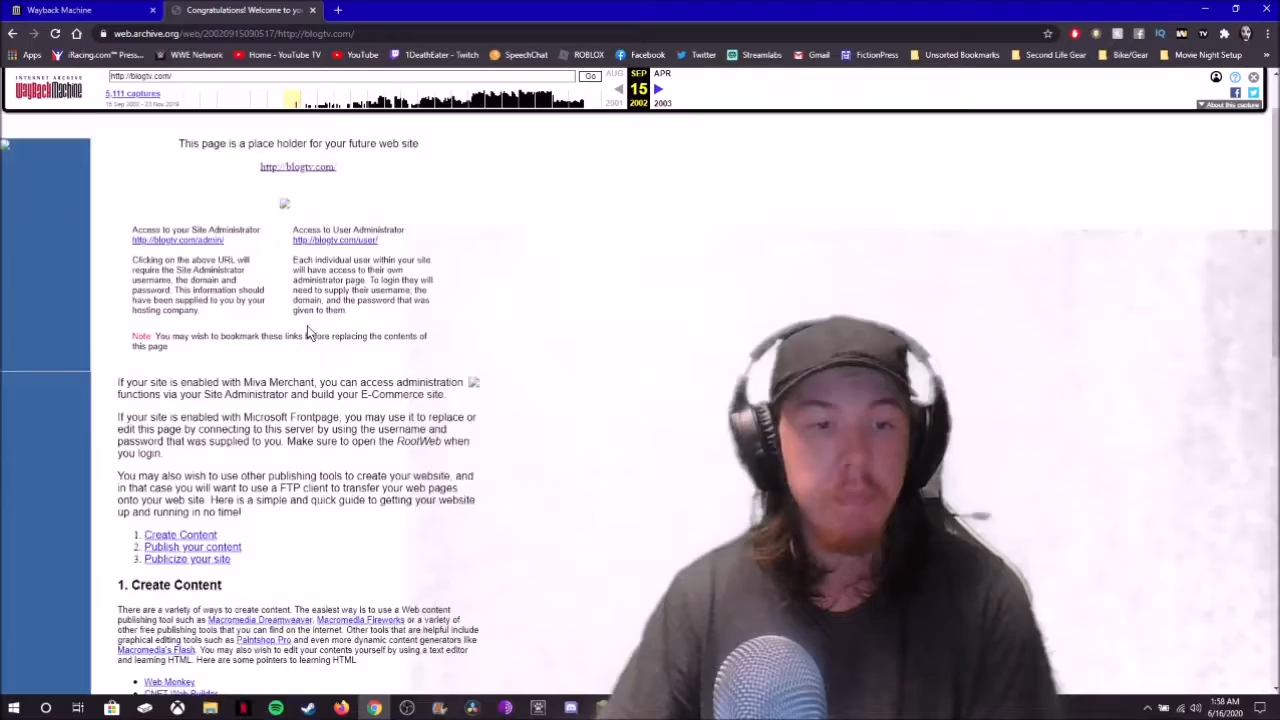 Wayback Machine
Congratulations! Welcome to yo
web.archive.org/web/20020915090517/http://blogtv.com/
Apps
iRacing.com™ Press...
WWE Network
Home - YouTube TV
YouTube
1DeathEater - Twitch
SpeechChat
ROBLOX
Facebook
Twitter
Streamlabs
Gmail
FictionPress
Unsorted Bookmarks
Second Life Gear
Bike/Gear
Movie Night Setup
INTERNET ARCHIVE
WayBackMachine
http://blogtv.com/
Go
AUG
SEP
APR
5,111 captures
15
15 Sep 2002 - 23 Nov 2019
2001
2002
2003
About this capture
This page is a place holder for your future web site
http://blogtv.com/
Access to your Site Administrator
http://blogtv.com/admin/
Clicking on the above URL will
require the Site Administrator
username, the domain and
password. This information should
have been supplied to you by your
hosting company.
Access to User Administrator
http://blogtv.com/user/
Each individual user within your site
will have access to their own
administrator page. To login they will
need to supply their username, the
domain, and the password that was
given to them.
Note: You may wish to bookmark these links before replacing the contents of
this page
If your site is enabled with Miva Merchant, you can access administration
functions via your Site Administrator and build your E-Commerce site.
If your site is enabled with Microsoft Frontpage, you may use it to replace or
edit this page by connecting to this server by using the username and
password that was supplied to you. Make sure to open the RootWeb when
you login.
You may also wish to use other publishing tools to create your website, and
in that case you will want to use a FTP client to transfer your web pages
onto your web site. Here is a simple and quick guide to getting your website
up and running in no time!
1. Create Content
2. Publish your content
3. Publicize your site
1. Create Content
There are a variety of ways to create content. The easiest way is to use a Web content
publishing tool such as Macromedia Dreamweaver, Macromedia Fireworks or a variety of
other free publishing tools that you can find on the Internet. Other tools that are helpful include
graphical editing tools such as Paintshop Pro and even more dynamic content generators like
Macromedia's Flash. You may also wish to edit your contents yourself by using a text editor
and learning HTML. Here are some pointers to learning HTML
Web Monkey
CNET Web Builder
1:58 AM
6/16/2020